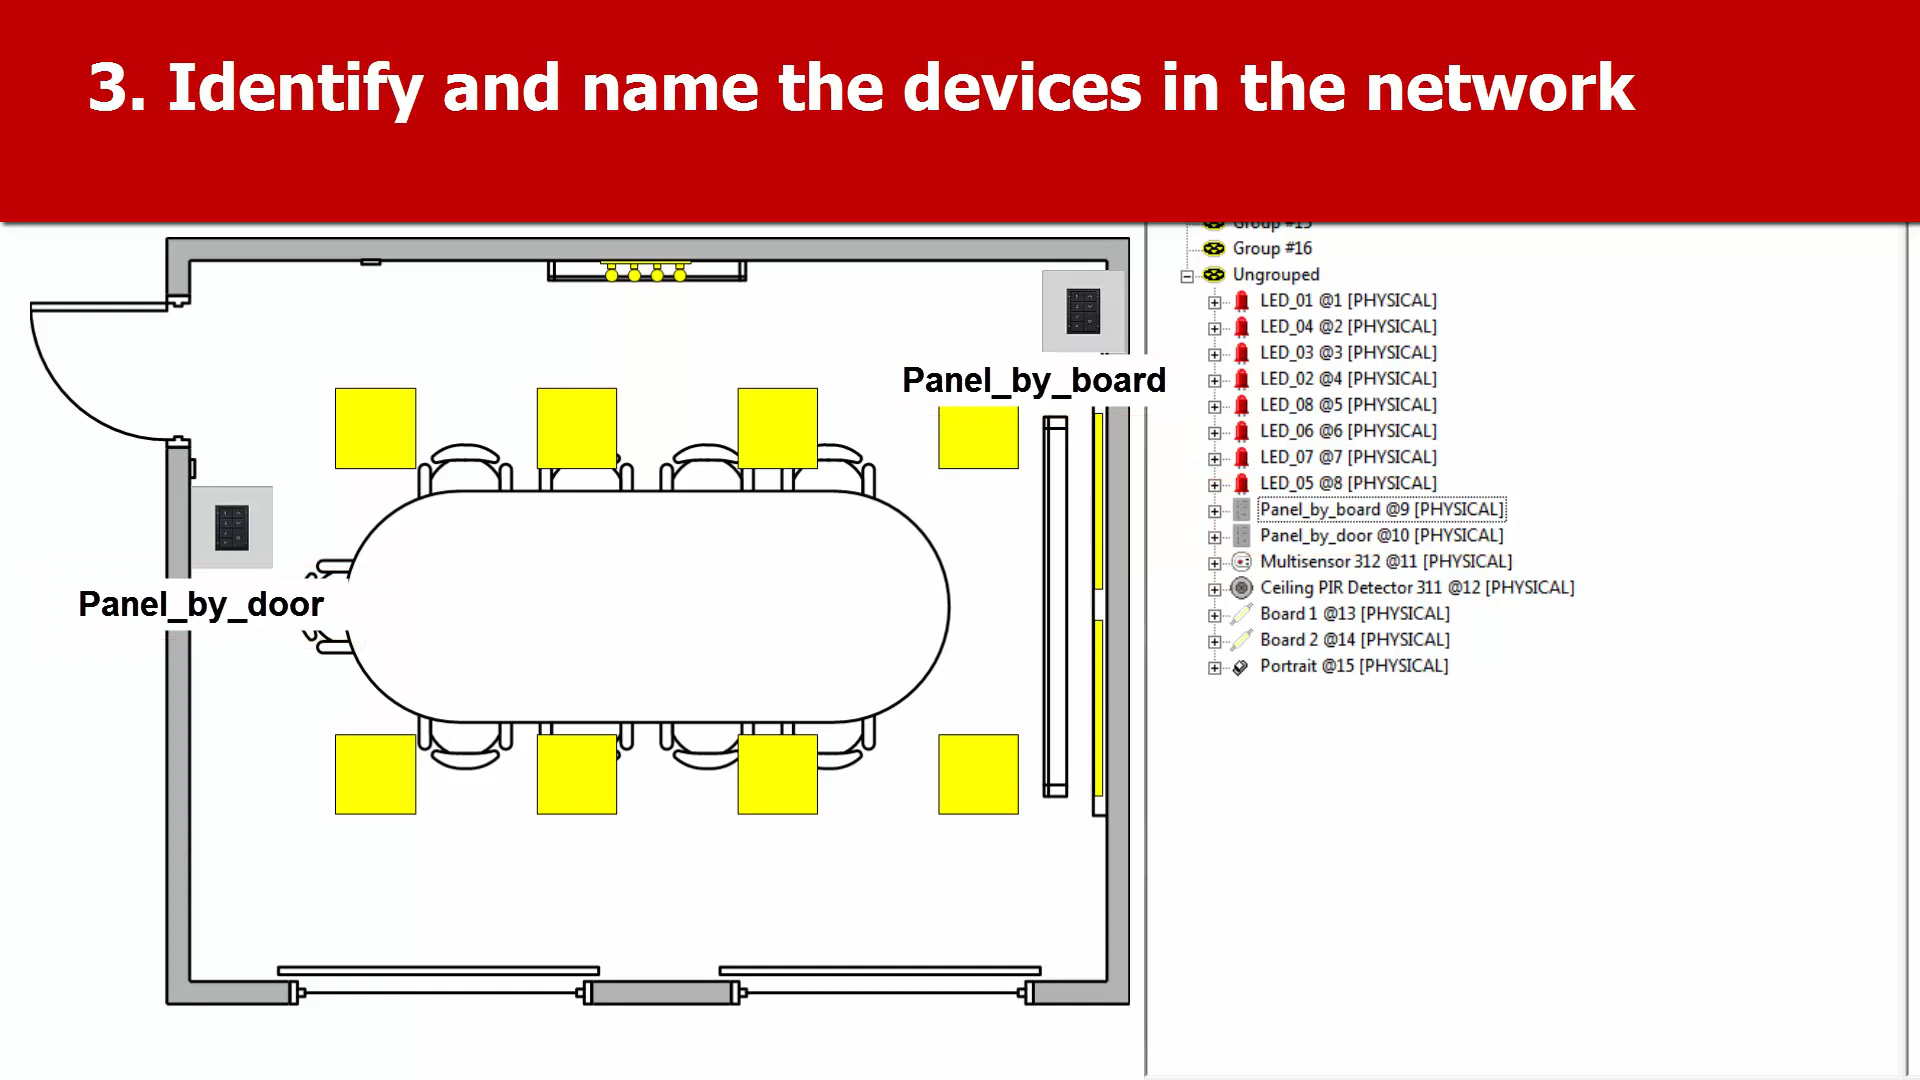 3. Identify and name the devices in the network
Group #15
Group #16
Ungrouped
LED_01 @1 [PHYSICAL]
LED_04 @2 [PHYSICAL]
LED_03 @3 [PHYSICAL]
LED_02 @4 [PHYSICAL]
LED_08 @5 [PHYSICAL]
LED_06 @6 [PHYSICAL]
LED_07 @7 [PHYSICAL]
LED_05 @8 [PHYSICAL]
Panel_by_board @9 [PHYSICAL]
Panel_by_door @10 [PHYSICAL]
Multisensor 312 @11 [PHYSICAL]
Ceiling PIR Detector 311 @12 [PHYSICAL]
Board 1 @13 [PHYSICAL]
Board 2 @14 [PHYSICAL]
Portrait @15 [PHYSICAL]
Panel_by_board
Panel_by_door